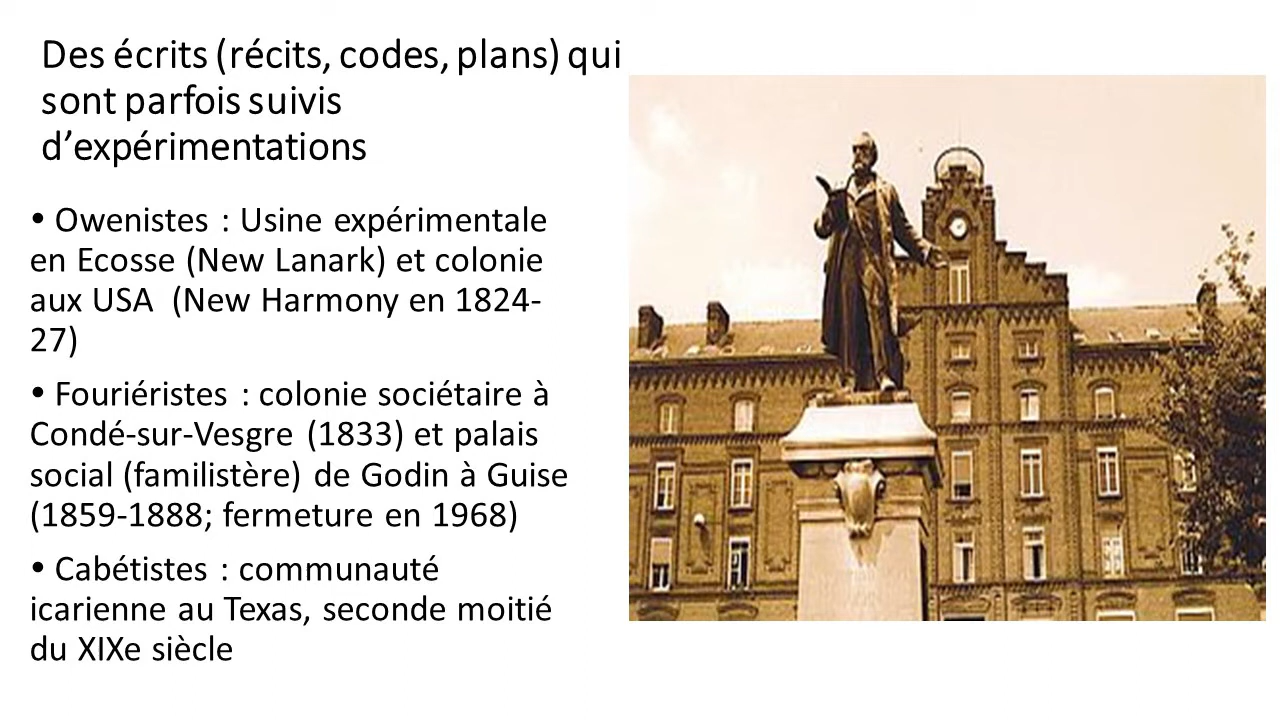 Des écrits (récits, codes, plans) qui
sont parfois suivis
d’expérimentations
• Owenistes : Usine expérimentale
en Ecosse (New Lanark) et colonie
aux USA (New Harmony en 1824-
27)
• Fouriéristes : colonie sociétaire à
Condé-sur-Vesgre (1833) et palais
social (familistère) de Godin à Guise
(1859-1888; fermeture en 1968)
• Cabétistes : communauté
icarienne au Texas, seconde moitié
du XIXe siècle